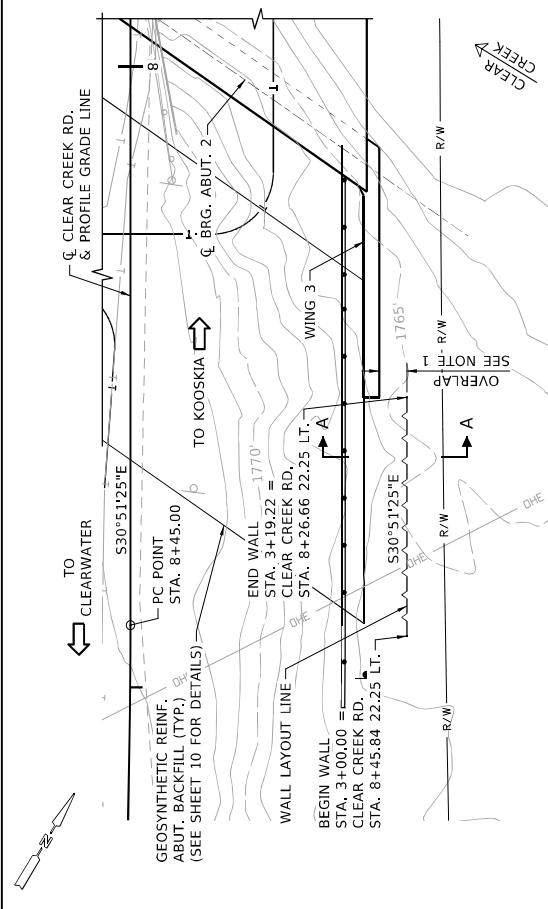 CLEAR
CREEK
℄ CLEAR CREEK RD.
& PROFILE GRADE LINE
8
℄ BRG. ABUT. 2
WING 3
1765'
R/W
R/W
OVERLAP
SEE NOTE 1
TO KOOSKIA
1770'
A
A
TO
CLEARWATER
S30°51'25"E
PC POINT
STA. 8+45.00
GEOSYNTHETIC REINF.
ABUT. BACKFILL (TYP.)
(SEE SHEET 10 FOR DETAILS)
END WALL
STA. 3+19.22 =
CLEAR CREEK RD.
STA. 8+26.66 22.25 LT.
S30°51'25"E
OHE
OHE
OHE
OHE
R/W
R/W
WALL LAYOUT LINE
BEGIN WALL
STA. 3+00.00 =
CLEAR CREEK RD.
STA. 8+45.84 22.25 LT.
N